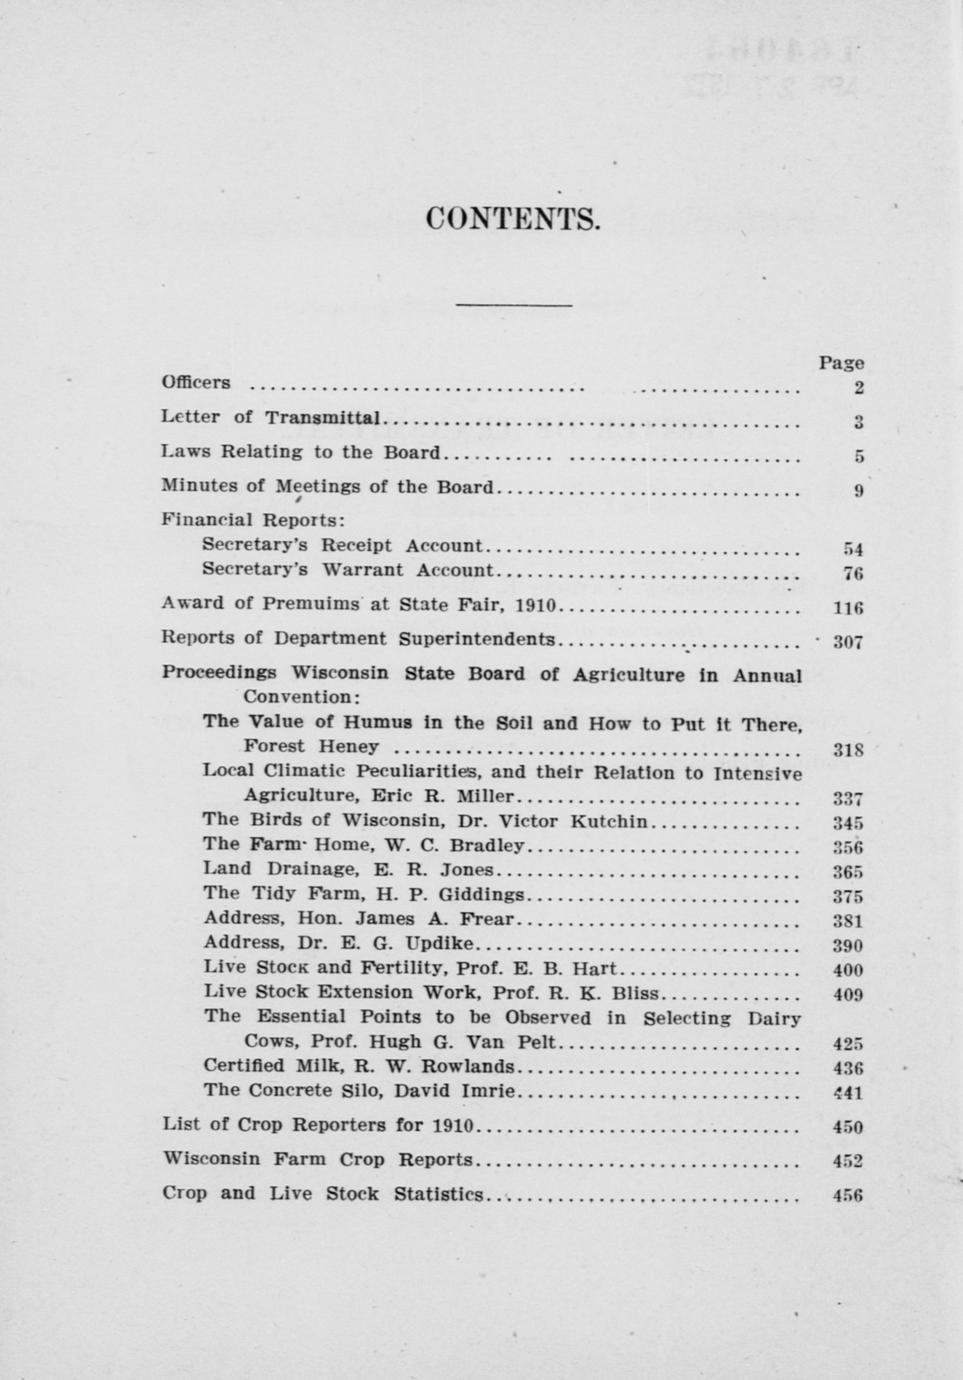 CONTENTS.
Page
Officers ................................. ................ 2
Letter of Transmittal......................................... 3
Laws Relating to the Board........... ....................... 5
Minutes of Meetings of the Board.............................. 9
Financial Reports:
Secretary's Receipt Account............................... 54
Secretary's Warrant Account.............................. 76
Award of Premuims at State Fair, 1910........................ 116
Reports of Department Superintendents........................ 307
Proceedings Wisconsin State Board of Agriculture in Annual
Convention:
The Value of Humus in the Soil and How to Put it There,
Forest Heney ........................................ 318
Local Climatic Peculiarities, and their Relation to Intensive
Agriculture, Eric R. Miller............................ 337
The Birds of Wisconsin, Dr. Victor Kutchin............... 345
The Farm Home, W. C. Bradley........................... 356
Land Drainage, E. R. Jones.............................. 365
The Tidy Farm, H. P. Giddings........................... 375
Address, Hon. James A. Frear............................ 381
Address, Dr. E. G. Updike................................ 390
Live Stock and Fertility, Prof. E. B. Hart.................. 400
Live Stock Extension Work, Prof. R. K. Bliss.............. 409
The Essential Points to be Observed in Selecting Dairy
Cows, Prof. Hugh G. Van Pelt........................ 425
Certified Milk, R. W. Rowlands............................ 436
The Concrete Silo, David Imrie............................ 441
List of Crop Reporters for 1910................................ 450
Wisconsin Farm Crop Reports................................ 452
Crop and Live Stock Statistics............................... 456